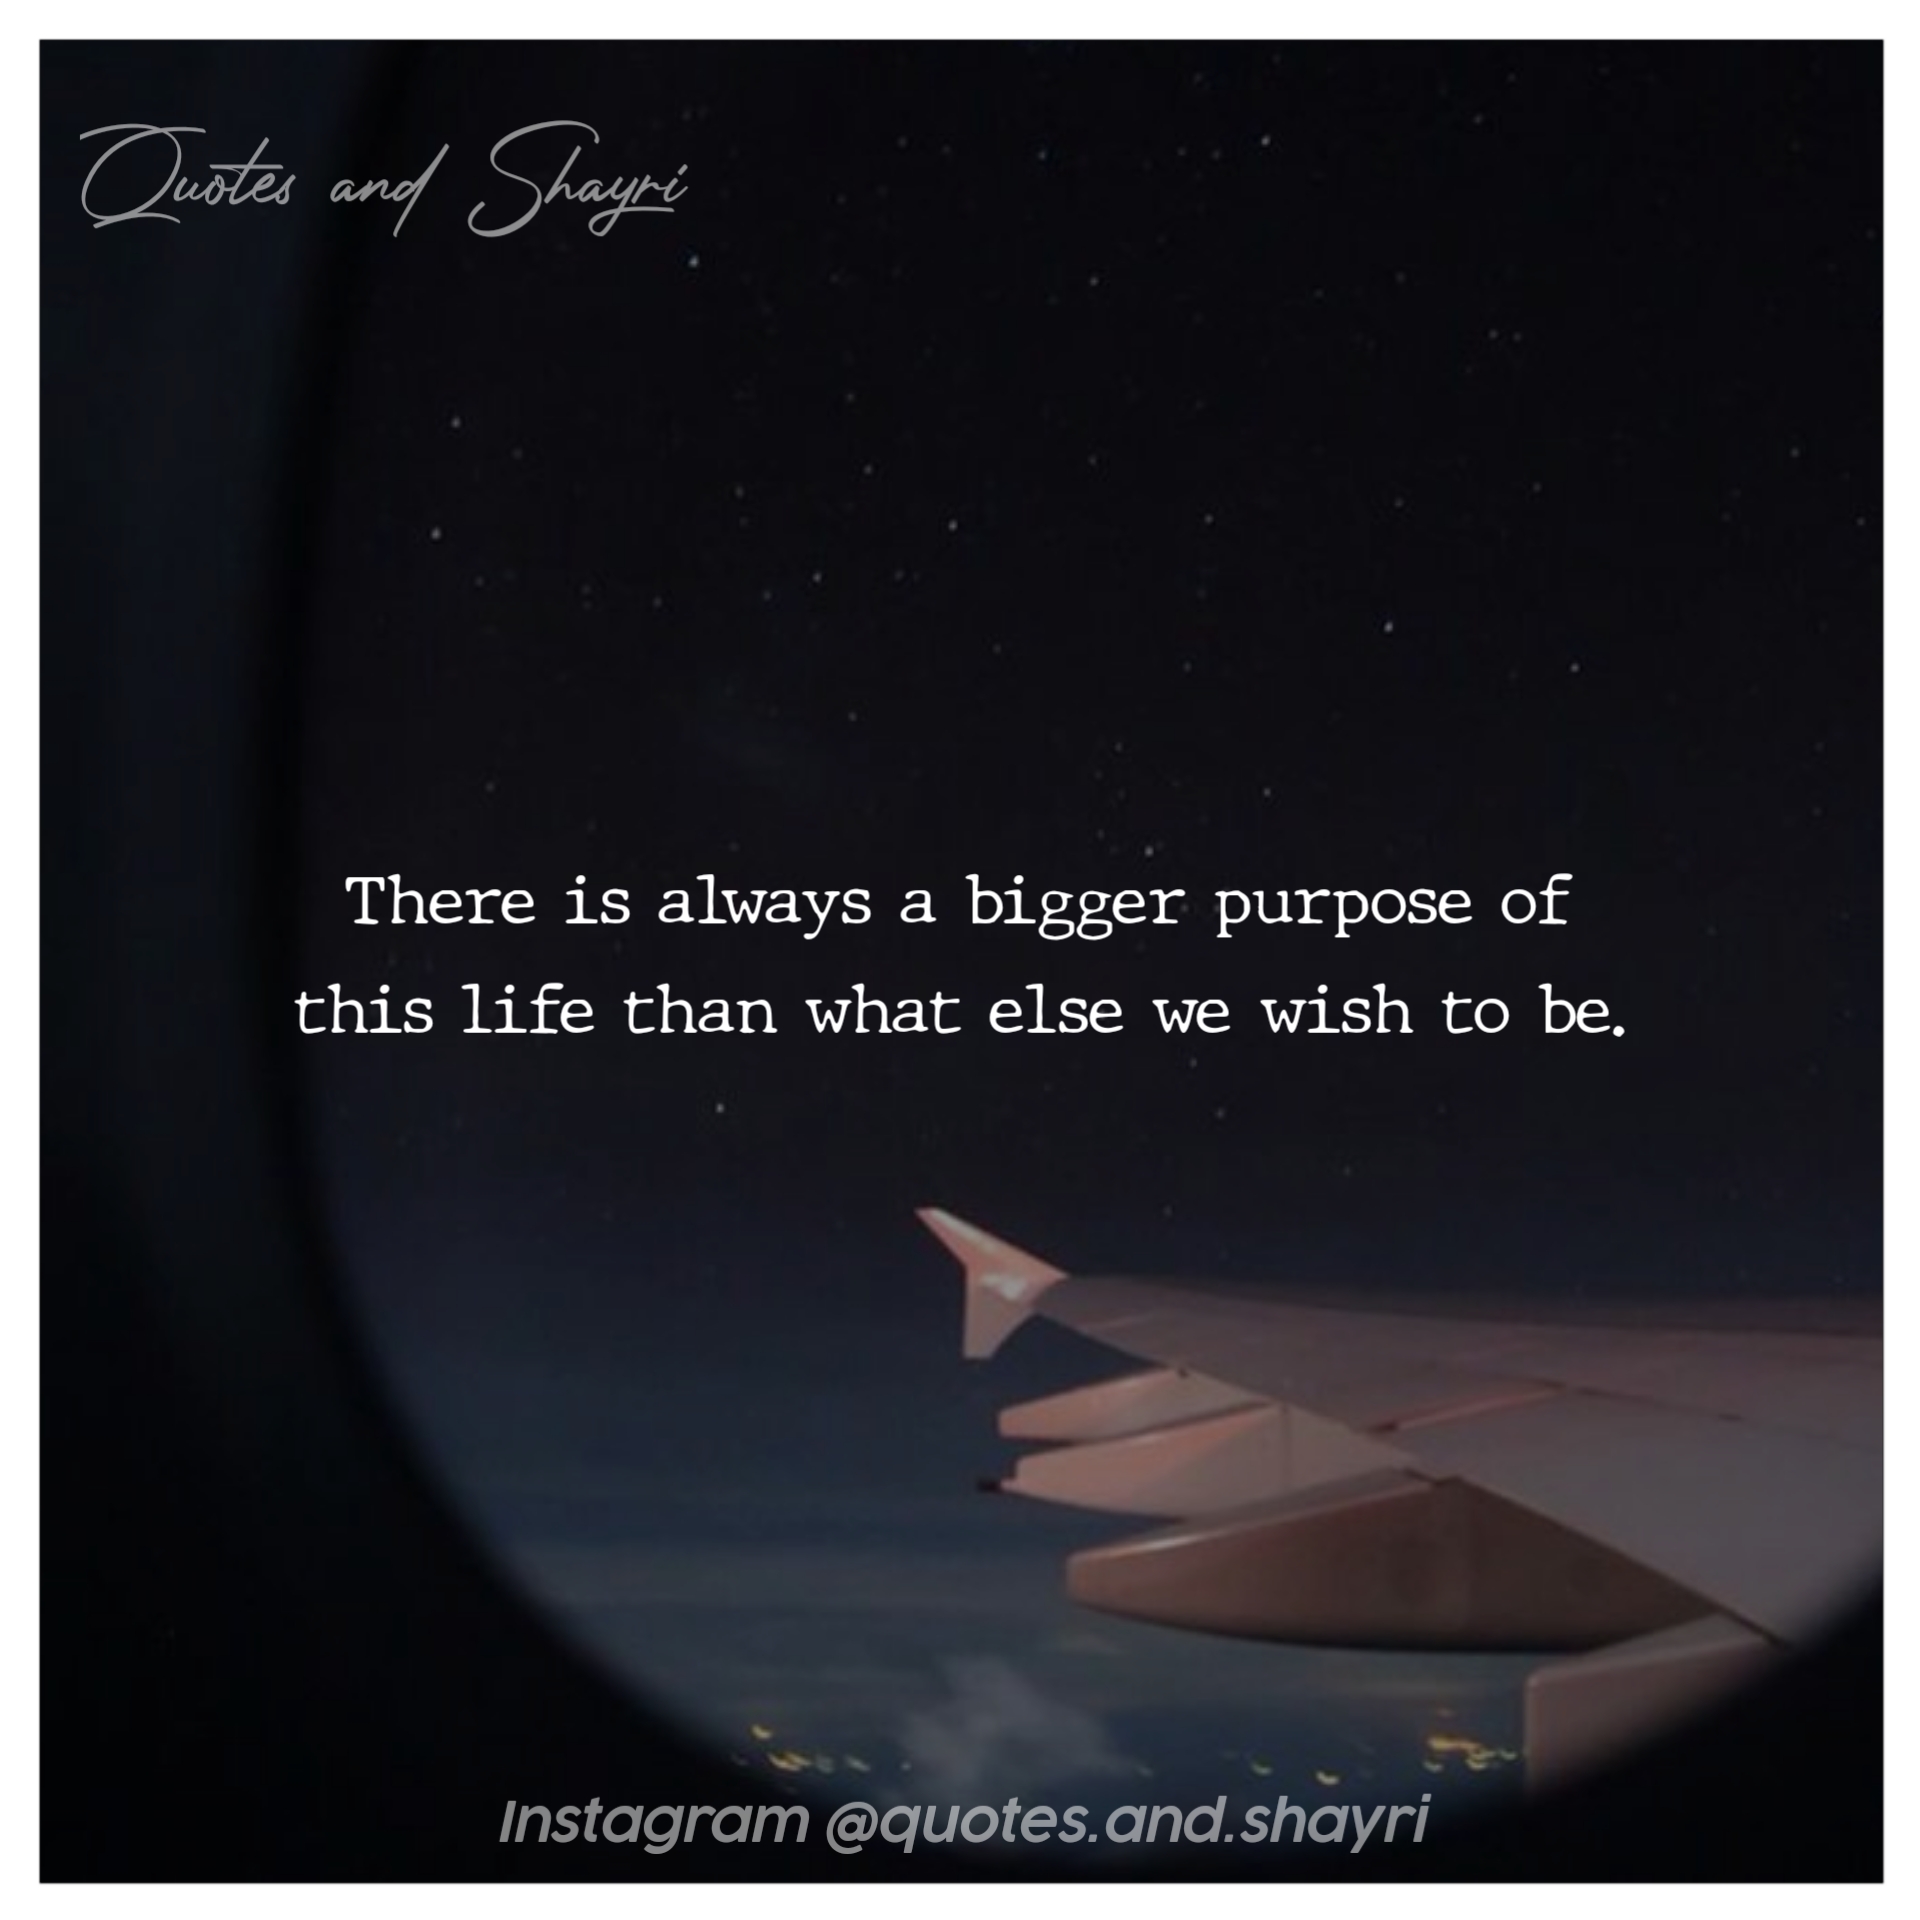 Quotes and Shayri
There is always a bigger purpose of
this life than what else we wish to be.
Instagram @quotes.and.shayri